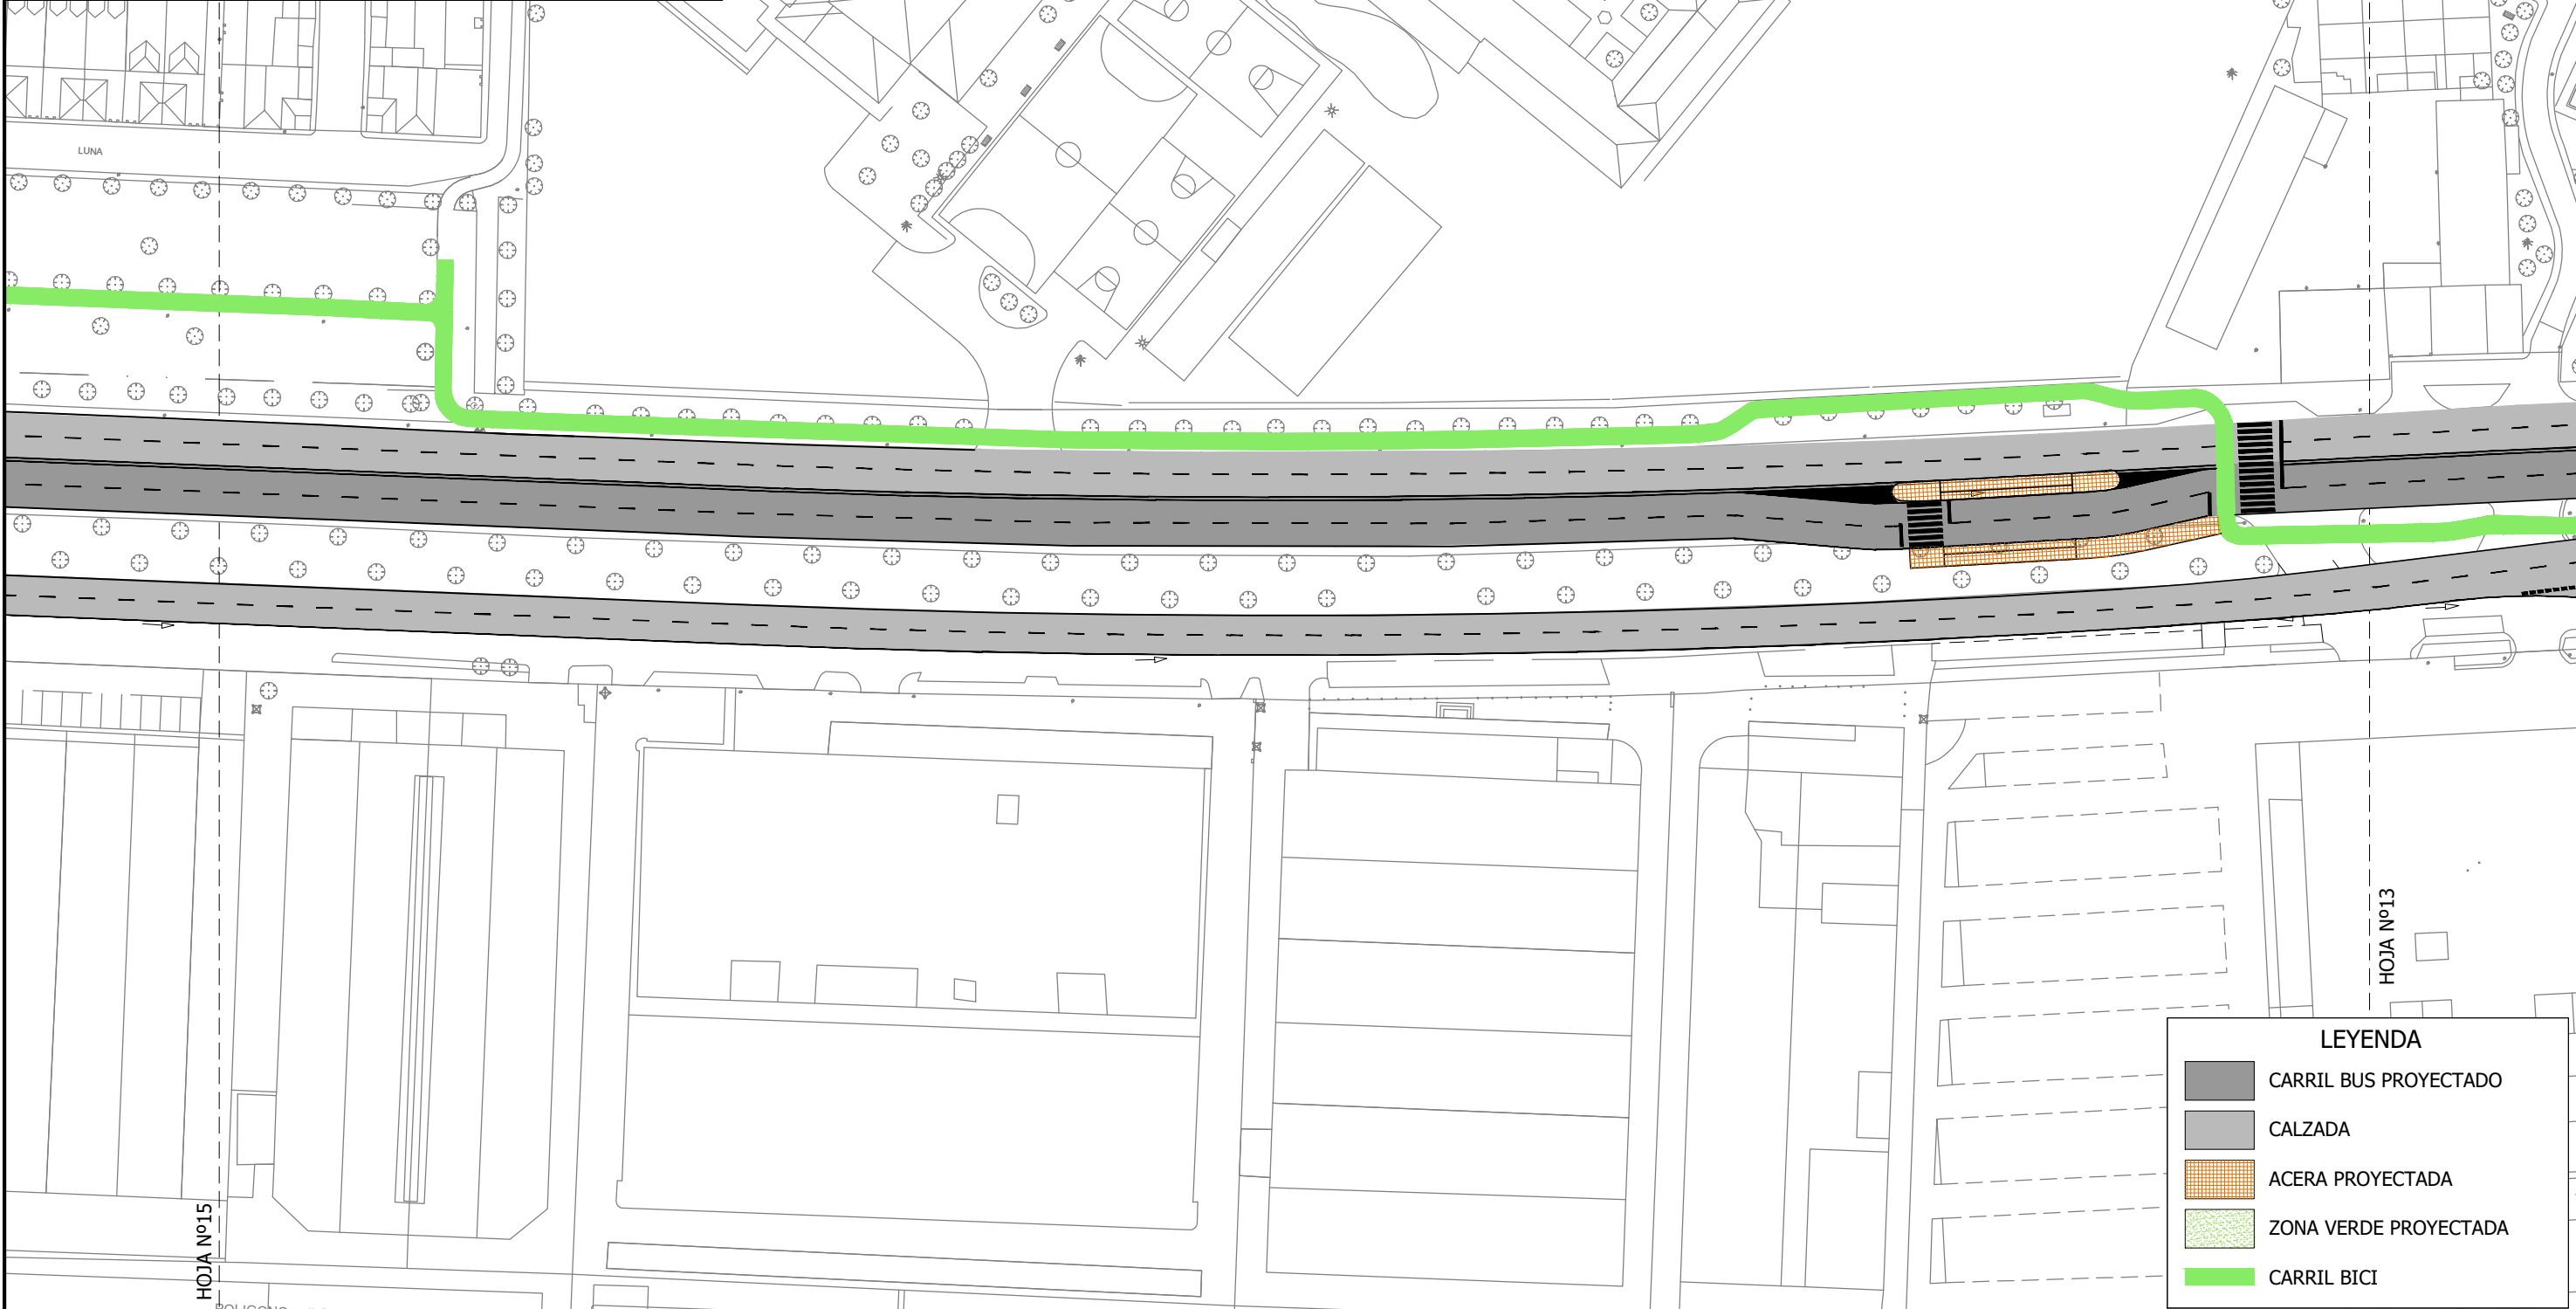 LUNA
HOJA Nº13
HOJA Nº15
LEYENDA
CARRIL BUS PROYECTADO
CALZADA
ACERA PROYECTADA
ZONA VERDE PROYECTADA
CARRIL BICI